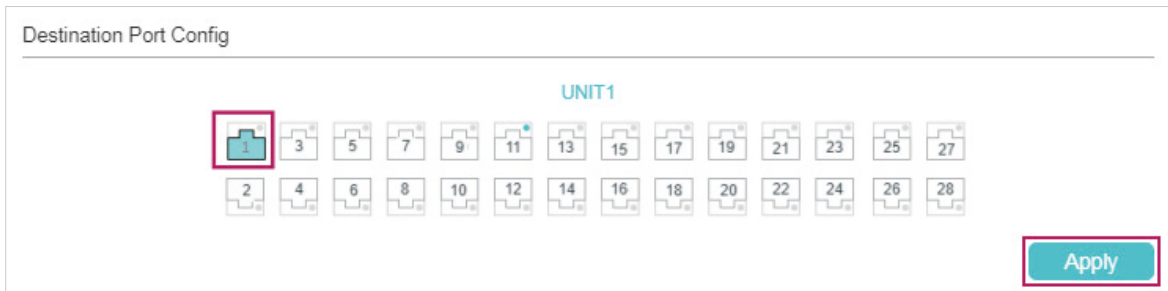 Destination Port Config
UNIT1
1 3 5 7 9 11 13 15 17 19 21 23 25 27
2 4 6 8 10 12 14 16 18 20 22 24 26 28
Apply